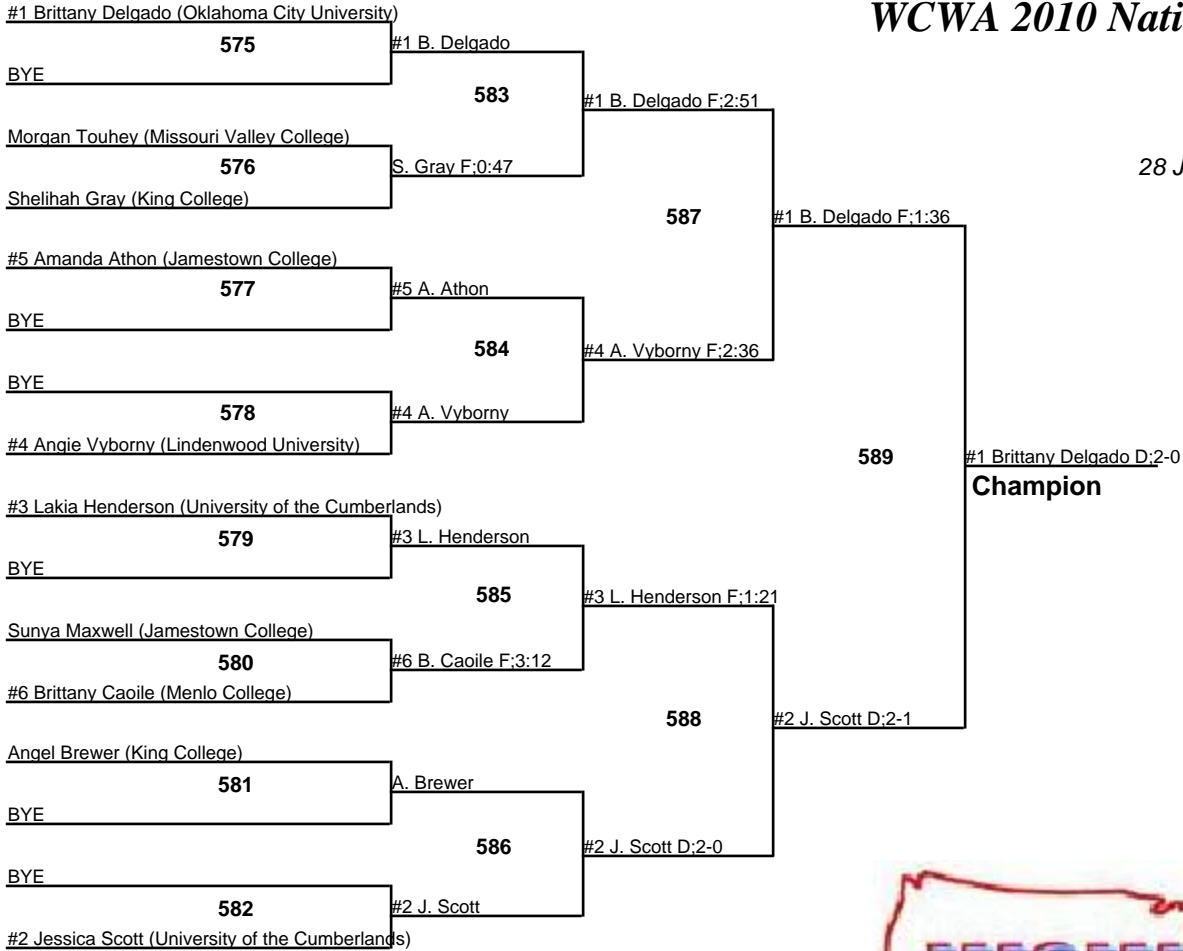 #1 Brittany Delgado (Oklahoma City University)
WCWA 2010 Nati
575
#1 B. Delgado
BYE
583
#1 B. Delgado F;2:51
Morgan Touhey (Missouri Valley College)
576
S. Gray F;0:47
28 J
Shelihah Gray (King College)
587
#1 B. Delgado F;1:36
#5 Amanda Athon (Jamestown College)
577
#5 A. Athon
BYE
584
#4 A. Vyborny F;2:36
BYE
578
#4 A. Vyborny
#4 Angie Vyborny (Lindenwood University)
589
#1 Brittany Delgado D;2-0
Champion
#3 Lakia Henderson (University of the Cumberlands)
579
#3 L. Henderson
BYE
585
#3 L. Henderson F;1:21
Sunya Maxwell (Jamestown College)
580
#6 B. Caoile F;3:12
#6 Brittany Caoile (Menlo College)
588
#2 J. Scott D;2-1
Angel Brewer (King College)
581
A. Brewer
BYE
586
#2 J. Scott D;2-0
BYE
582
#2 J. Scott
#2 Jessica Scott (University of the Cumberlands)